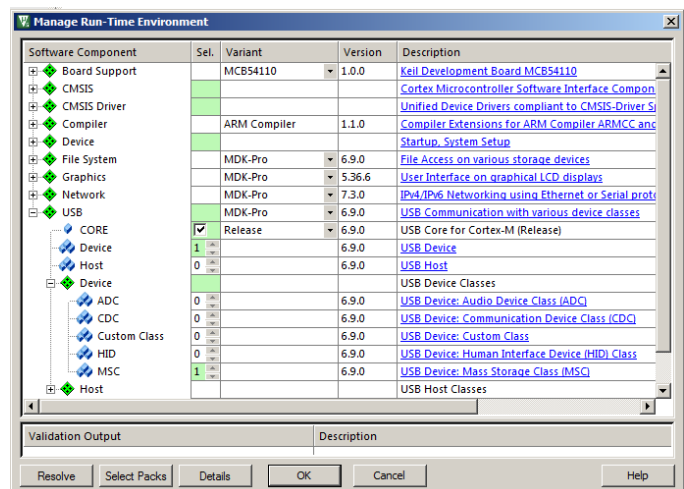 Manage Run-Time Environment
Software Component Sel. Variant Version Description
Board Support MCB54110 1.0.0 Keil Development Board MCB54110
CMSIS Cortex Microcontroller Software Interface Compon
CMSIS Driver Unified Device Drivers compliant to CMSIS-Driver
Compiler ARM Compiler 1.1.0 Compiler Extensions for ARM Compiler ARMCC and
Device Startup, System Setup
File System MDK-Pro 6.9.0 File Access on various storage devices
Graphics MDK-Pro 5.36.6 User Interface on graphical LCD displays
Network MDK-Pro 7.3.0 IPv4/IPv6 Networking using Ethernet or Serial proto
USB MDK-Pro 6.9.0 USB Communication with various device classes
CORE Release 6.9.0 USB Core for Cortex-M (Release)
Device 1 6.9.0 USB Device
Host 0 6.9.0 USB Host
Device USB Device Classes
ADC 0 6.9.0 USB Device: Audio Device Class (ADC)
CDC 0 6.9.0 USB Device: Communication Device Class (CDC)
Custom Class 0 6.9.0 USB Device: Custom Class
HID 0 6.9.0 USB Device: Human Interface Device (HID) Class
MSC 1 6.9.0 USB Device: Mass Storage Class (MSC)
Host USB Host Classes
Validation Output Description
Resolve Select Packs Details OK Cancel Help